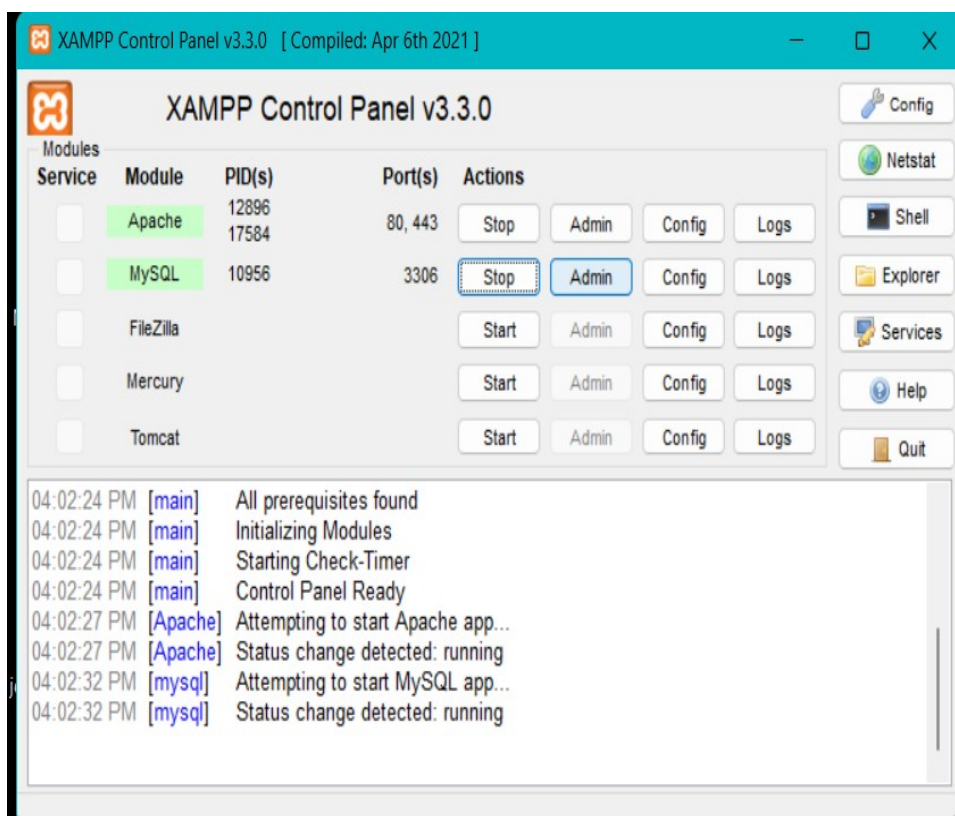 XAMPP Control Panel v3.3.0 [ Compiled: Apr 6th 2021 ]
XAMPP Control Panel v3.3.0
Config
Modules
Service Module PID(s) Port(s) Actions
Netstat
Apache 12896 17584 80, 443 Stop Admin Config Logs
Shell
MySQL 10956 3306 Stop Admin Config Logs
Explorer
FileZilla Start Admin Config Logs
Services
Mercury Start Admin Config Logs
Help
Tomcat Start Admin Config Logs
Quit
04:02:24 PM [main] All prerequisites found
04:02:24 PM [main] Initializing Modules
04:02:24 PM [main] Starting Check-Timer
04:02:24 PM [main] Control Panel Ready
04:02:27 PM [Apache] Attempting to start Apache app...
04:02:27 PM [Apache] Status change detected: running
04:02:32 PM [mysql] Attempting to start MySQL app...
04:02:32 PM [mysql] Status change detected: running